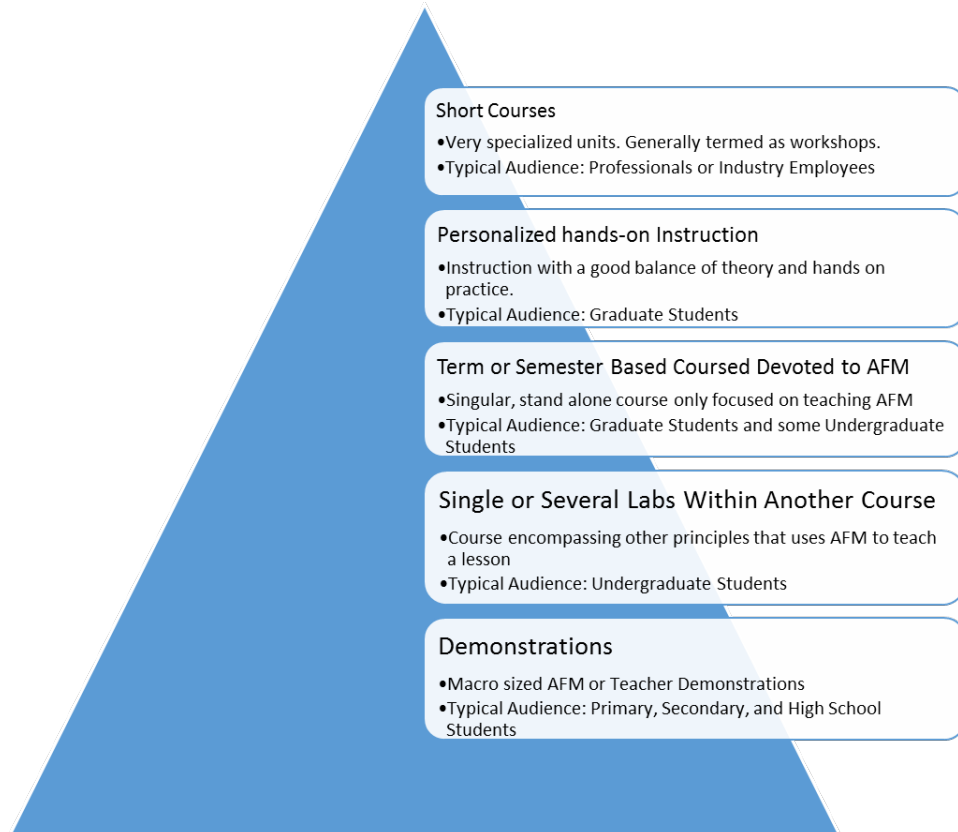 Short Courses
•Very specialized units. Generally termed as workshops.
•Typical Audience: Professionals or Industry Employees
Personalized hands-on Instruction
•Instruction with a good balance of theory and hands on
practice.
•Typical Audience: Graduate Students
Term or Semester Based Coursed Devoted to AFM
•Singular, stand alone course only focused on teaching AFM
•Typical Audience: Graduate Students and some Undergraduate
Students
Single or Several Labs Within Another Course
•Course encompassing other principles that uses AFM to teach
a lesson
•Typical Audience: Undergraduate Students
Demonstrations
•Macro sized AFM or Teacher Demonstrations
•Typical Audience: Primary, Secondary, and High School
Students